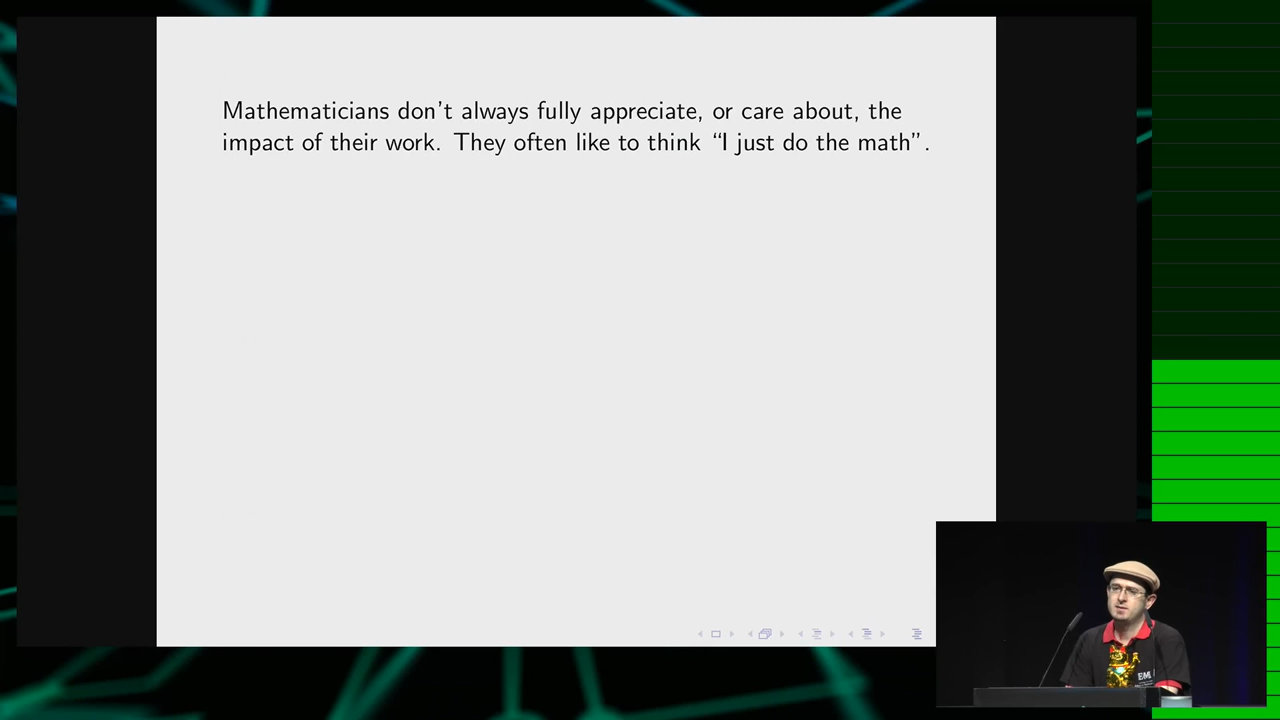 Mathematicians don't always fully appreciate, or care about, the
impact of their work. They often like to think “I just do the math”.